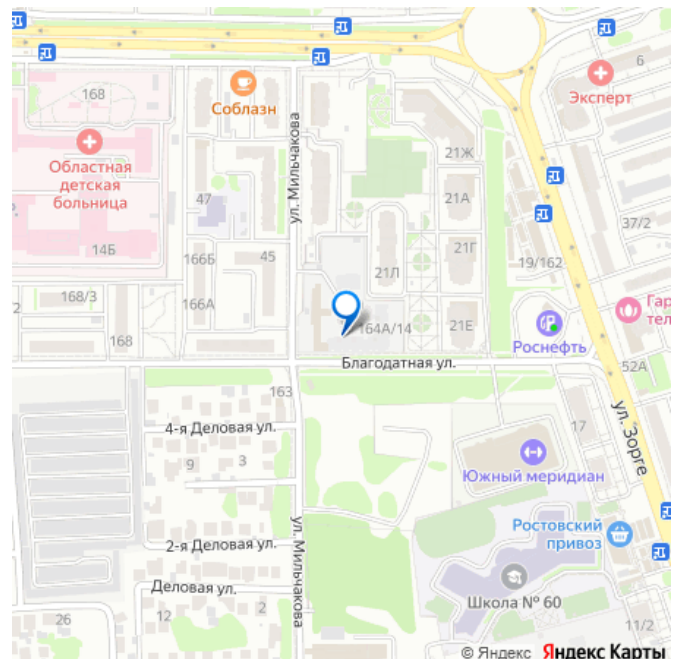 168
Соблазн
6
Эксперт
ул. Мильчакова
Областная
детская
больница
21Ж
47
21А
37/2
14Б
166Б
45
21Г
19/162
21Л
168/3
166А
Гар
тел
2
168
164А/14
21Е
Роснефть
Благодатная ул.
52А
163
4-я Деловая ул.
17
ул. Зорге
9
3
Южный меридиан
ул. Мильчакова
Ростовский
привоз
2-я Деловая ул.
Деловая ул.
Школа № 60
26
12
2
11/2
© Яндекс Яндекс Карты